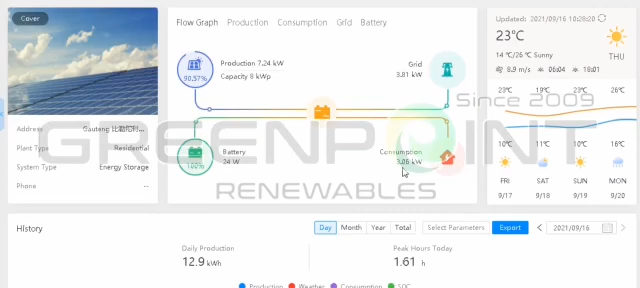 Cover
Flow Graph Production Consumption Grid Battery
Updated: 2021/09/16 10:28:20
23℃
14 ℃/26 ℃ Sunny
THU
8.9 m/s 06:04 18:01
Production 7.24 kW
Capacity 8 kWp
90.57%
Grid
3.81 kW
Since 2009
23℃ 19℃ 23℃ 26℃
Address Gauteng
Plant Type Residential
System Type Energy Storage
Phone --
GREENPOINT
RENEWABLES
Battery
24 W
100%
Consumption
3.06 kW
10℃ 11℃ 10℃ 16℃
FRI SAT SUN MON
9/17 9/18 9/19 9/20
History
Day Month Year Total
Select Parameters
Export
2021/09/16
Daily Production
12.9 kWh
Peak Hours Today
1.61 h
Production Weather Consumption SOC